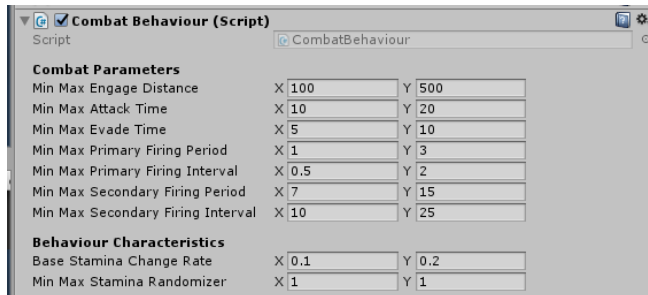 Combat Behaviour (Script)
Script CombatBehaviour
Combat Parameters
Min Max Engage Distance X 100 Y 500
Min Max Attack Time X 10 Y 20
Min Max Evade Time X 5 Y 10
Min Max Primary Firing Period X 1 Y 3
Min Max Primary Firing Interval X 0.5 Y 2
Min Max Secondary Firing Period X 7 Y 15
Min Max Secondary Firing Interval X 10 Y 25
Behaviour Characteristics
Base Stamina Change Rate X 0.1 Y 0.2
Min Max Stamina Randomizer X 1 Y 1